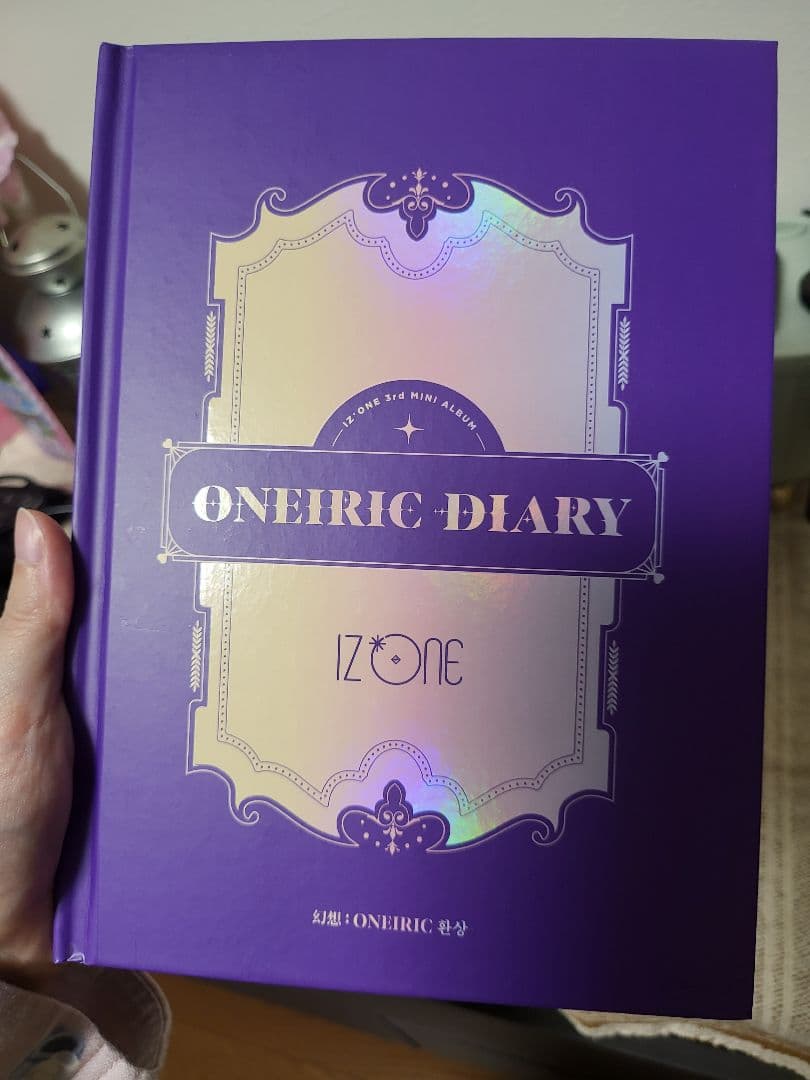 IZ*ONE 3rd MINI ALBUM
ONEIRIC DIARY
IZ*ONE
幻想 : ONEIRIC 환상